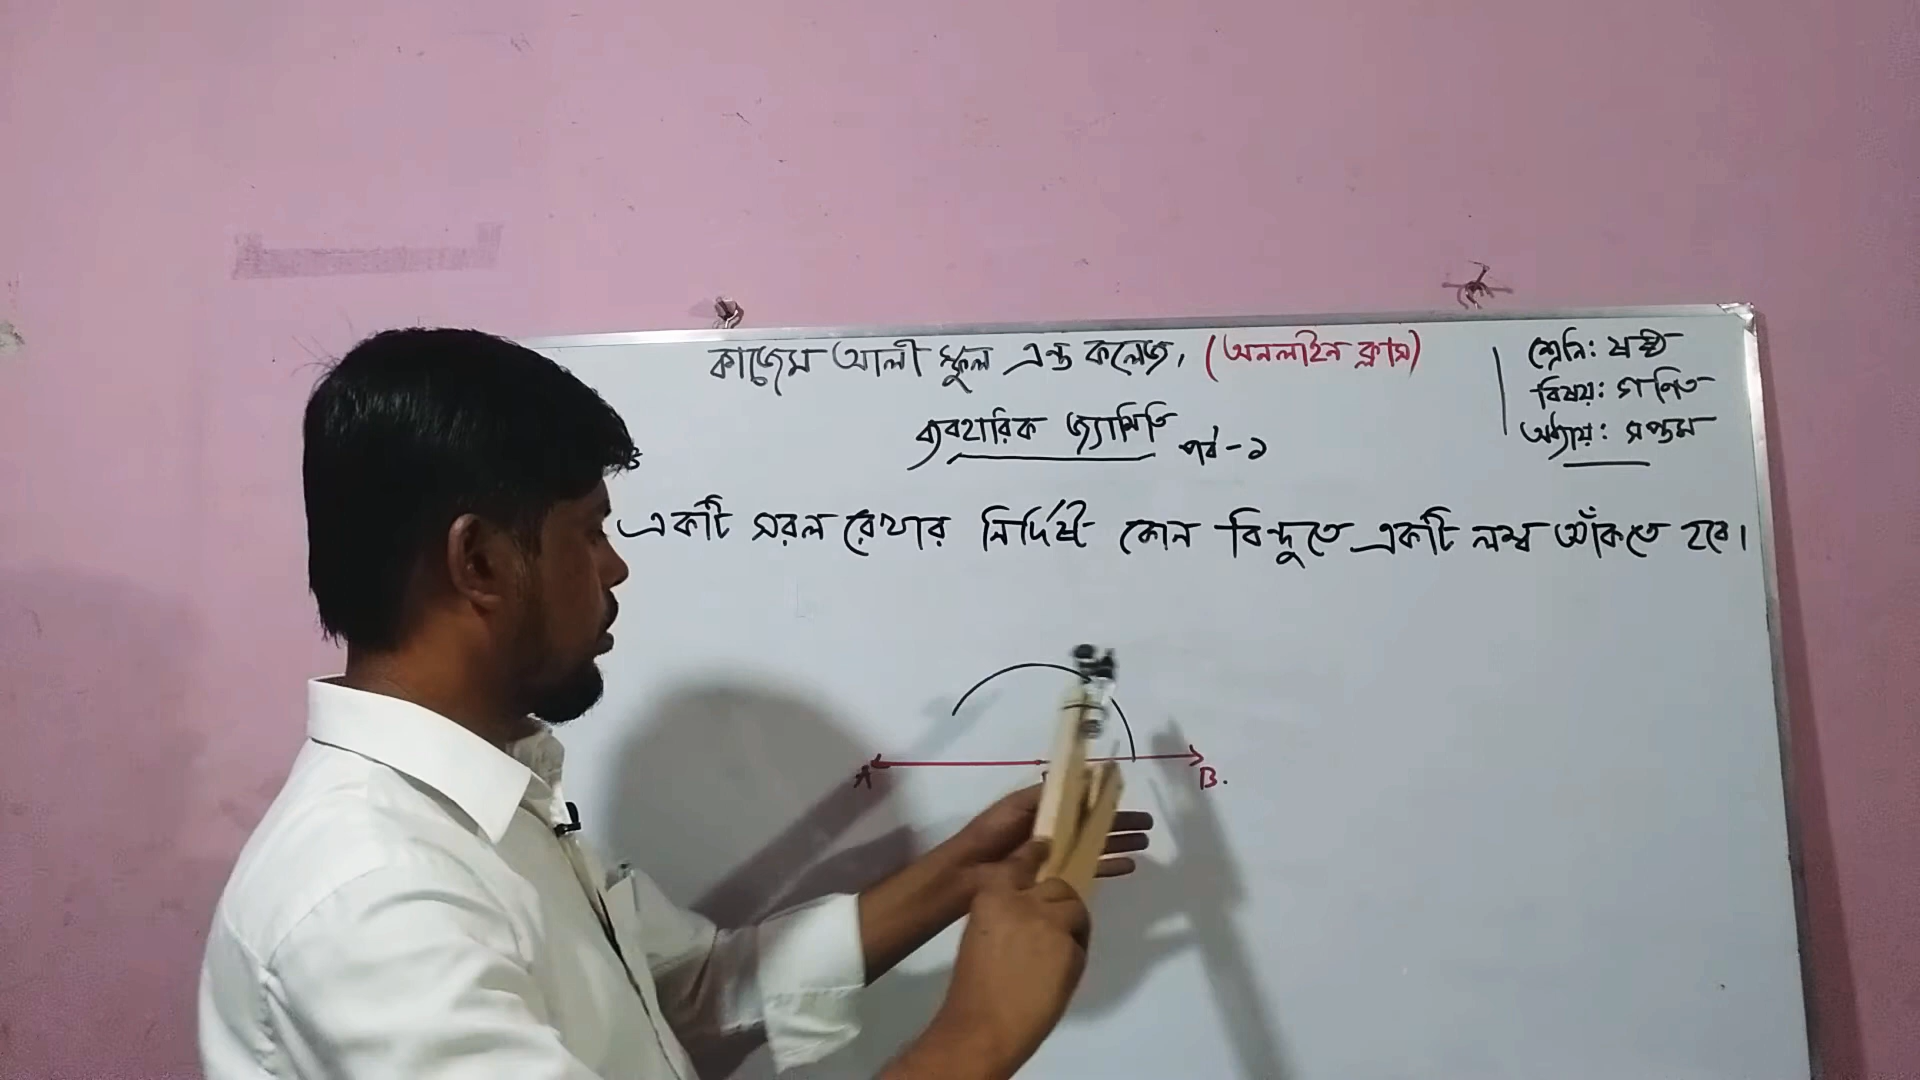 কাজেম আলী স্কুল এন্ড কলেজ, (অনলাইন ক্লাস)
শ্রেনি: ষষ্ঠ
বিষয়: গণিত
অধ্যায়: সপ্তম
ব্যবহারিক জ্যামিতি পর্ব-১
একটি সরল রেখার নির্দিষ্ট কোন বিন্দুতে একটি লম্ব আঁকতে হবে।
A B.